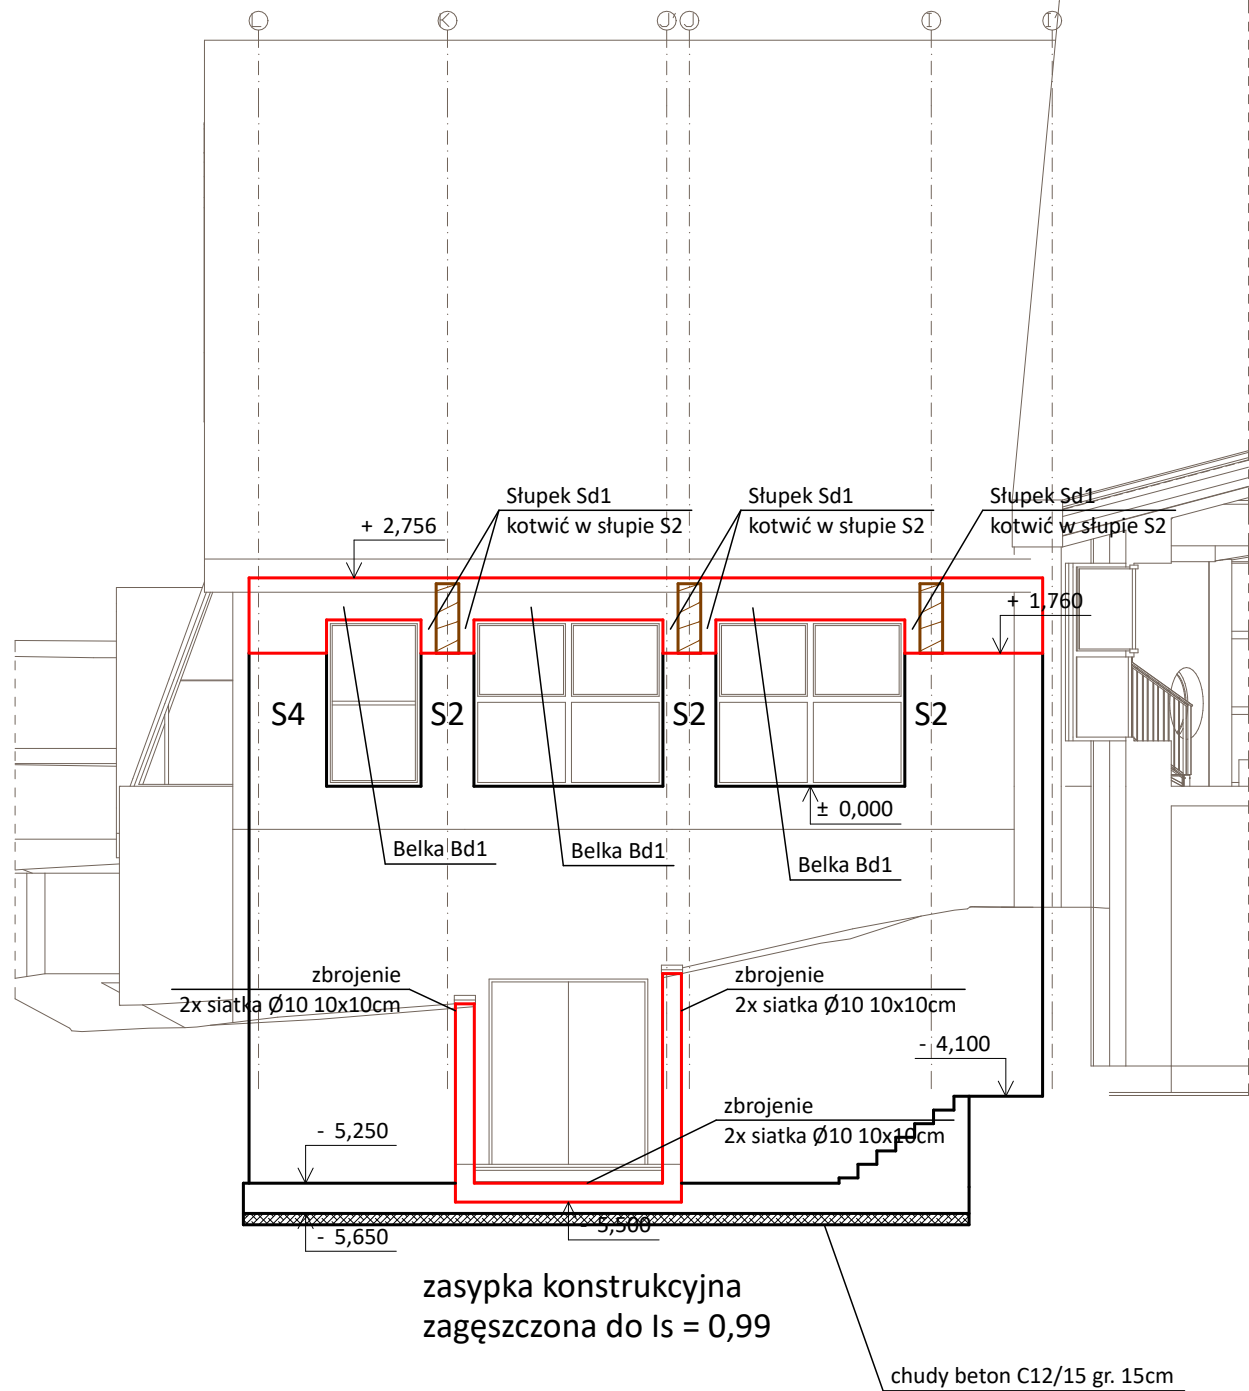 L K J' J I I'
Słupek Sd1
kotwić w słupie S2
Słupek Sd1
kotwić w słupie S2
Słupek Sd1
kotwić w słupie S2
+ 2,756
+ 1,760
S4 S2 S2 S2
± 0,000
Belka Bd1
Belka Bd1
Belka Bd1
zbrojenie
2x siatka Ø10 10x10cm
zbrojenie
2x siatka Ø10 10x10cm
- 4,100
zbrojenie
2x siatka Ø10 10x10cm
- 5,250
- 5,500
- 5,650
zasypka konstrukcyjna
zagęszczona do Is = 0,99
chudy beton C12/15 gr. 15cm